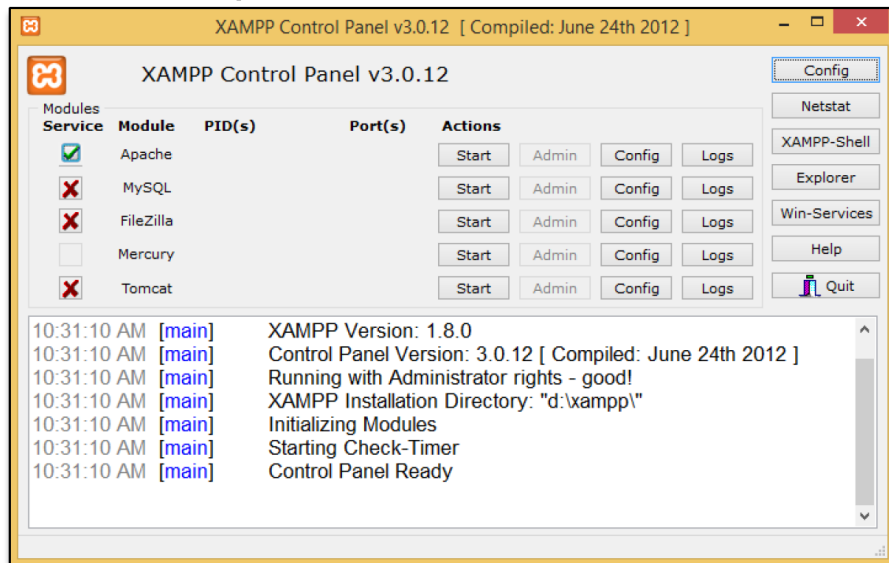 XAMPP Control Panel v3.0.12 [ Compiled: June 24th 2012 ]
XAMPP Control Panel v3.0.12
Config
Modules
Netstat
Service Module PID(s) Port(s) Actions
XAMPP-Shell
Apache Start Admin Config Logs
MySQL Start Admin Config Logs
Explorer
FileZilla Start Admin Config Logs
Win-Services
Mercury Start Admin Config Logs
Help
Tomcat Start Admin Config Logs
Quit
10:31:10 AM [main] XAMPP Version: 1.8.0
10:31:10 AM [main] Control Panel Version: 3.0.12 [ Compiled: June 24th 2012 ]
10:31:10 AM [main] Running with Administrator rights - good!
10:31:10 AM [main] XAMPP Installation Directory: "d:\xampp\"
10:31:10 AM [main] Initializing Modules
10:31:10 AM [main] Starting Check-Timer
10:31:10 AM [main] Control Panel Ready